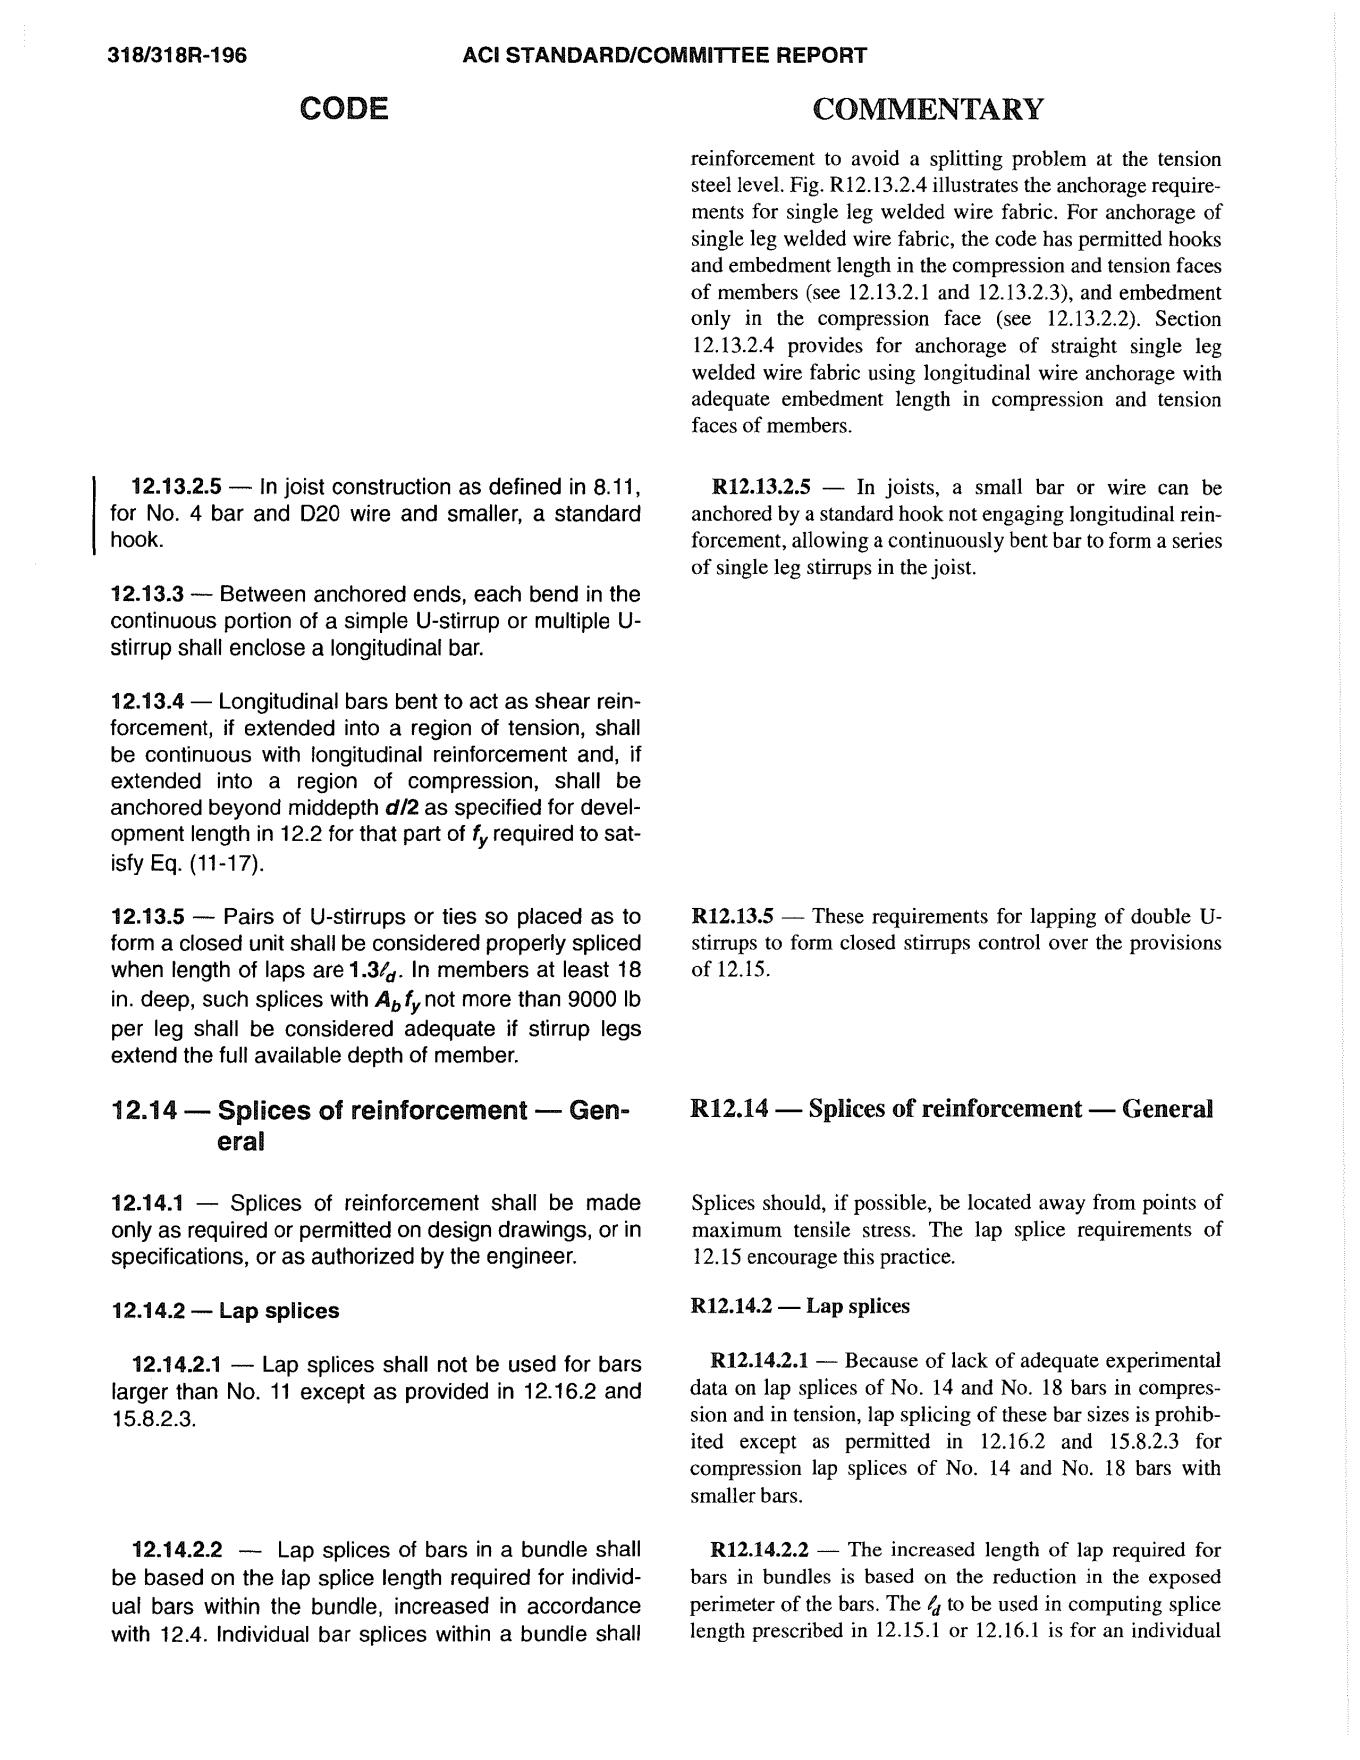 318/318R-196
ACI STANDARD/COMMITTEE REPORT
CODE
12.13.2.5 — In joist construction as defined in 8.11,
for No. 4 bar and D20 wire and smaller, a standard
hook.
12.13.3 — Between anchored ends, each bend in the
continuous portion of a simple U-stirrup or multiple U-
stirrup shall enclose a longitudinal bar.
12.13.4 — Longitudinal bars bent to act as shear rein-
forcement, if extended into a region of tension, shall
be continuous with longitudinal reinforcement and, if
extended into a region of compression, shall be
anchored beyond middepth d/2 as specified for devel-
opment length in 12.2 for that part of fy required to sat-
isfy Eq. (11-17).
12.13.5 — Pairs of U-stirrups or ties so placed as to
form a closed unit shall be considered properly spliced
when length of laps are 1.3ℓd. In members at least 18
in. deep, such splices with Ab fy not more than 9000 lb
per leg shall be considered adequate if stirrup legs
extend the full available depth of member.
12.14 — Splices of reinforcement — Gen-
eral
12.14.1 — Splices of reinforcement shall be made
only as required or permitted on design drawings, or in
specifications, or as authorized by the engineer.
12.14.2 — Lap splices
12.14.2.1 — Lap splices shall not be used for bars
larger than No. 11 except as provided in 12.16.2 and
15.8.2.3.
12.14.2.2 — Lap splices of bars in a bundle shall
be based on the lap splice length required for individ-
ual bars within the bundle, increased in accordance
with 12.4. Individual bar splices within a bundle shall
COMMENTARY
reinforcement to avoid a splitting problem at the tension
steel level. Fig. R12.13.2.4 illustrates the anchorage require-
ments for single leg welded wire fabric. For anchorage of
single leg welded wire fabric, the code has permitted hooks
and embedment length in the compression and tension faces
of members (see 12.13.2.1 and 12.13.2.3), and embedment
only in the compression face (see 12.13.2.2). Section
12.13.2.4 provides for anchorage of straight single leg
welded wire fabric using longitudinal wire anchorage with
adequate embedment length in compression and tension
faces of members.
R12.13.2.5 — In joists, a small bar or wire can be
anchored by a standard hook not engaging longitudinal rein-
forcement, allowing a continuously bent bar to form a series
of single leg stirrups in the joist.
R12.13.5 — These requirements for lapping of double U-
stirrups to form closed stirrups control over the provisions
of 12.15.
R12.14 — Splices of reinforcement — General
Splices should, if possible, be located away from points of
maximum tensile stress. The lap splice requirements of
12.15 encourage this practice.
R12.14.2 — Lap splices
R12.14.2.1 — Because of lack of adequate experimental
data on lap splices of No. 14 and No. 18 bars in compres-
sion and in tension, lap splicing of these bar sizes is prohib-
ited except as permitted in 12.16.2 and 15.8.2.3 for
compression lap splices of No. 14 and No. 18 bars with
smaller bars.
R12.14.2.2 — The increased length of lap required for
bars in bundles is based on the reduction in the exposed
perimeter of the bars. The ℓd to be used in computing splice
length prescribed in 12.15.1 or 12.16.1 is for an individual